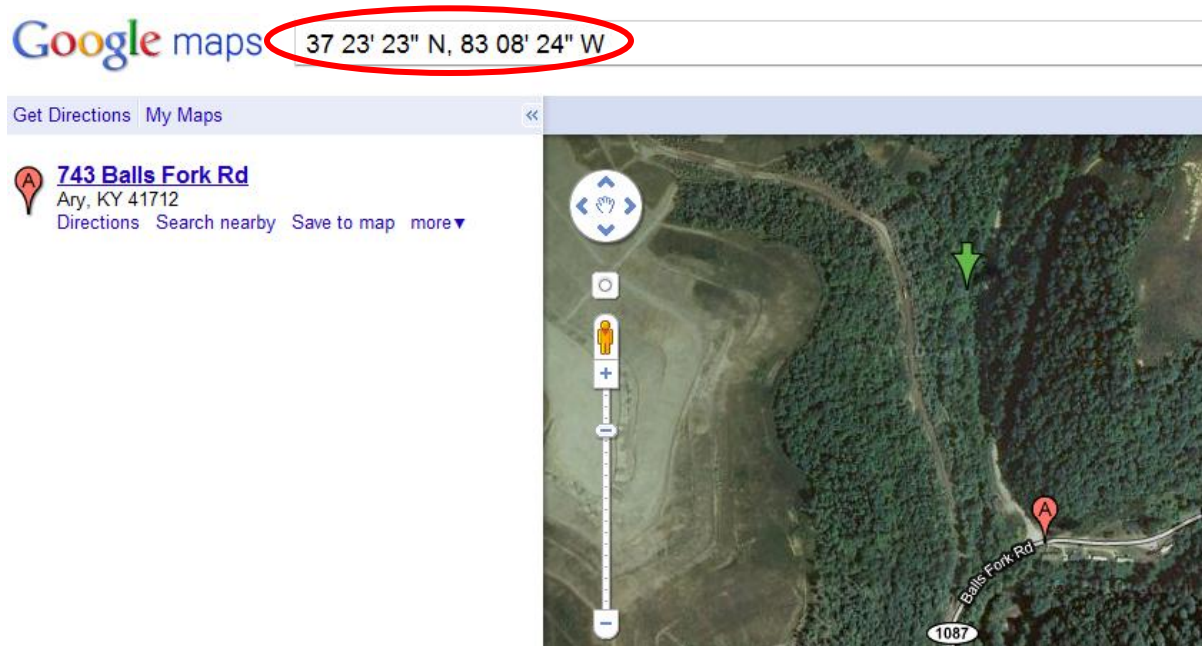 Google maps 37 23' 23" N, 83 08' 24" W
Get Directions My Maps «
A 743 Balls Fork Rd
Ary, KY 41712
Directions Search nearby Save to map more▼
A
Balls Fork Rd
1087